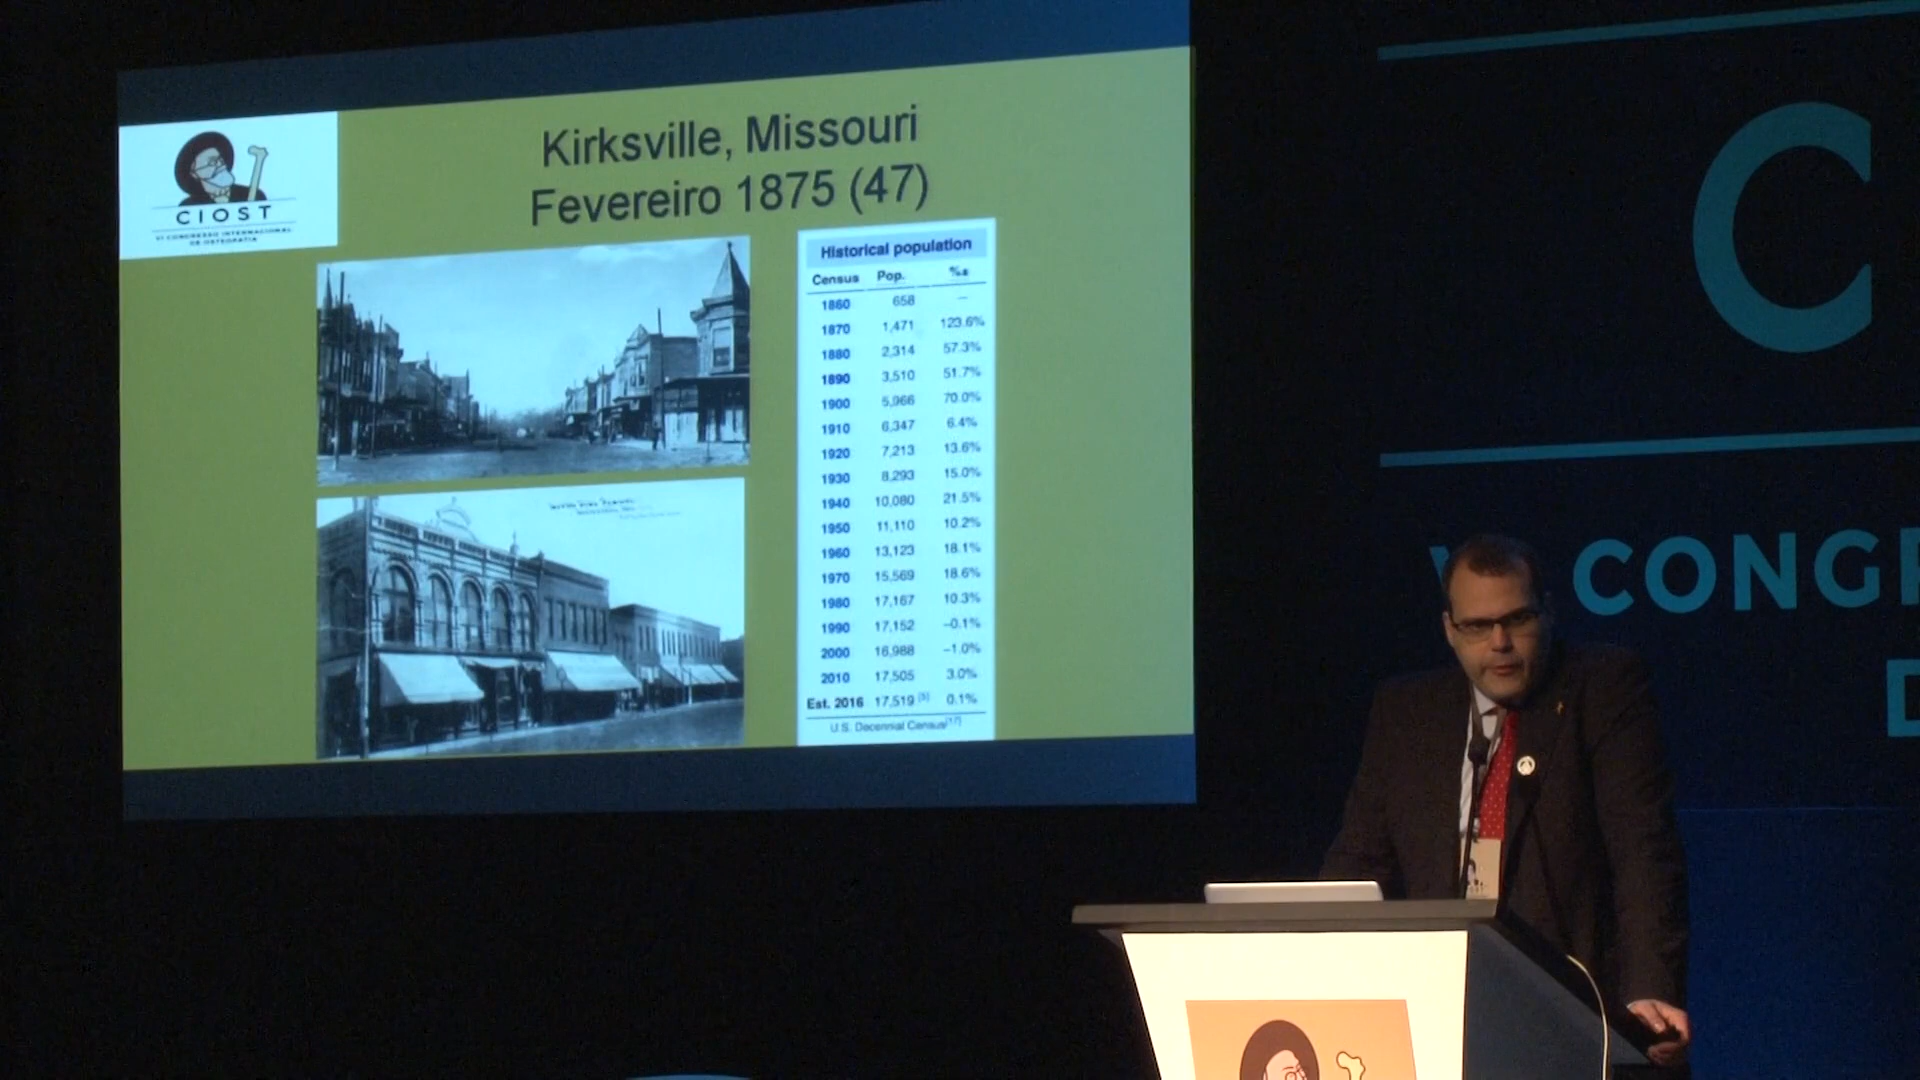 Kirksville, Missouri
Fevereiro 1875 (47)
CIOST
VI CONGRESSO INTERNACIONAL
DE OSTEOPATIA
Historical population
Census Pop. %±
1860 658 —
1870 1,471 123.6%
1880 2,314 57.3%
1890 3,510 51.7%
1900 5,966 70.0%
1910 6,347 6.4%
1920 7,213 13.6%
1930 8,293 15.0%
1940 10,080 21.5%
1950 11,110 10.2%
1960 13,123 18.1%
1970 15,569 18.6%
1980 17,167 10.3%
1990 17,152 −0.1%
2000 16,988 −1.0%
2010 17,505 3.0%
Est. 2016 17,519 [5] 0.1%
U.S. Decennial Census[17]
C
CONGR
D